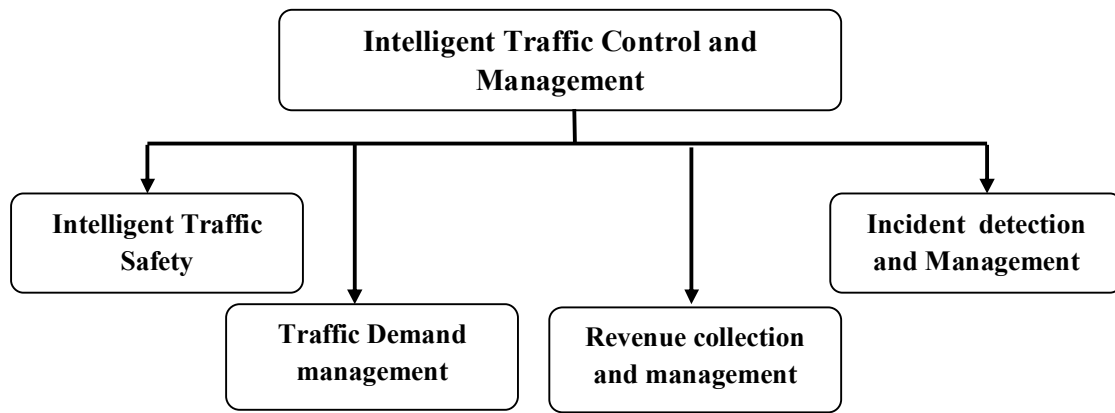 Intelligent Traffic Control and
Management
Intelligent Traffic
Safety
Incident detection
and Management
Traffic Demand
management
Revenue collection
and management